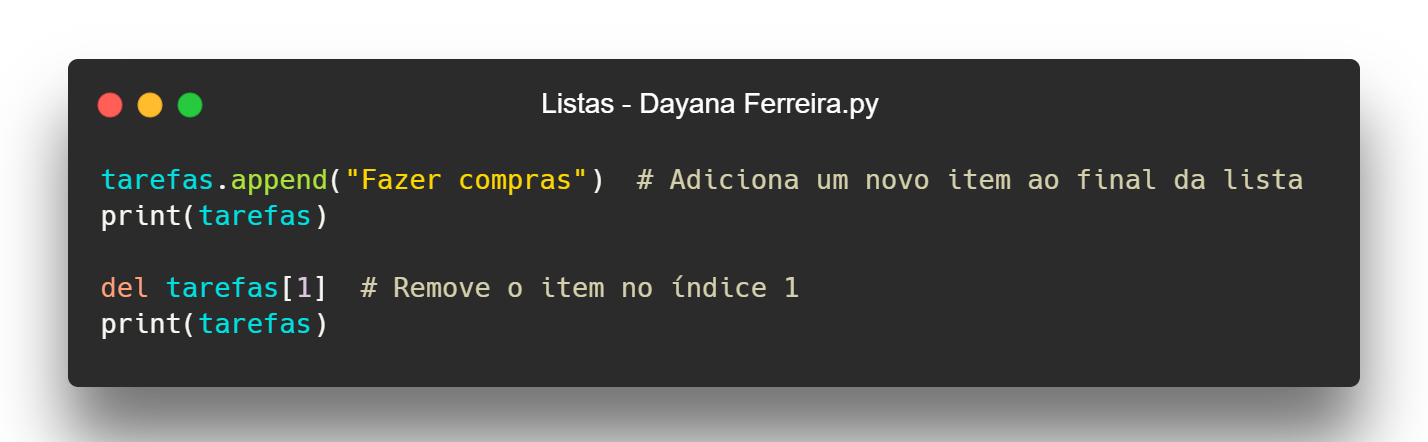 Listas - Dayana Ferreira.py
tarefas.append("Fazer compras")  # Adiciona um novo item ao final da lista
print(tarefas)
del tarefas[1]  # Remove o item no índice 1
print(tarefas)